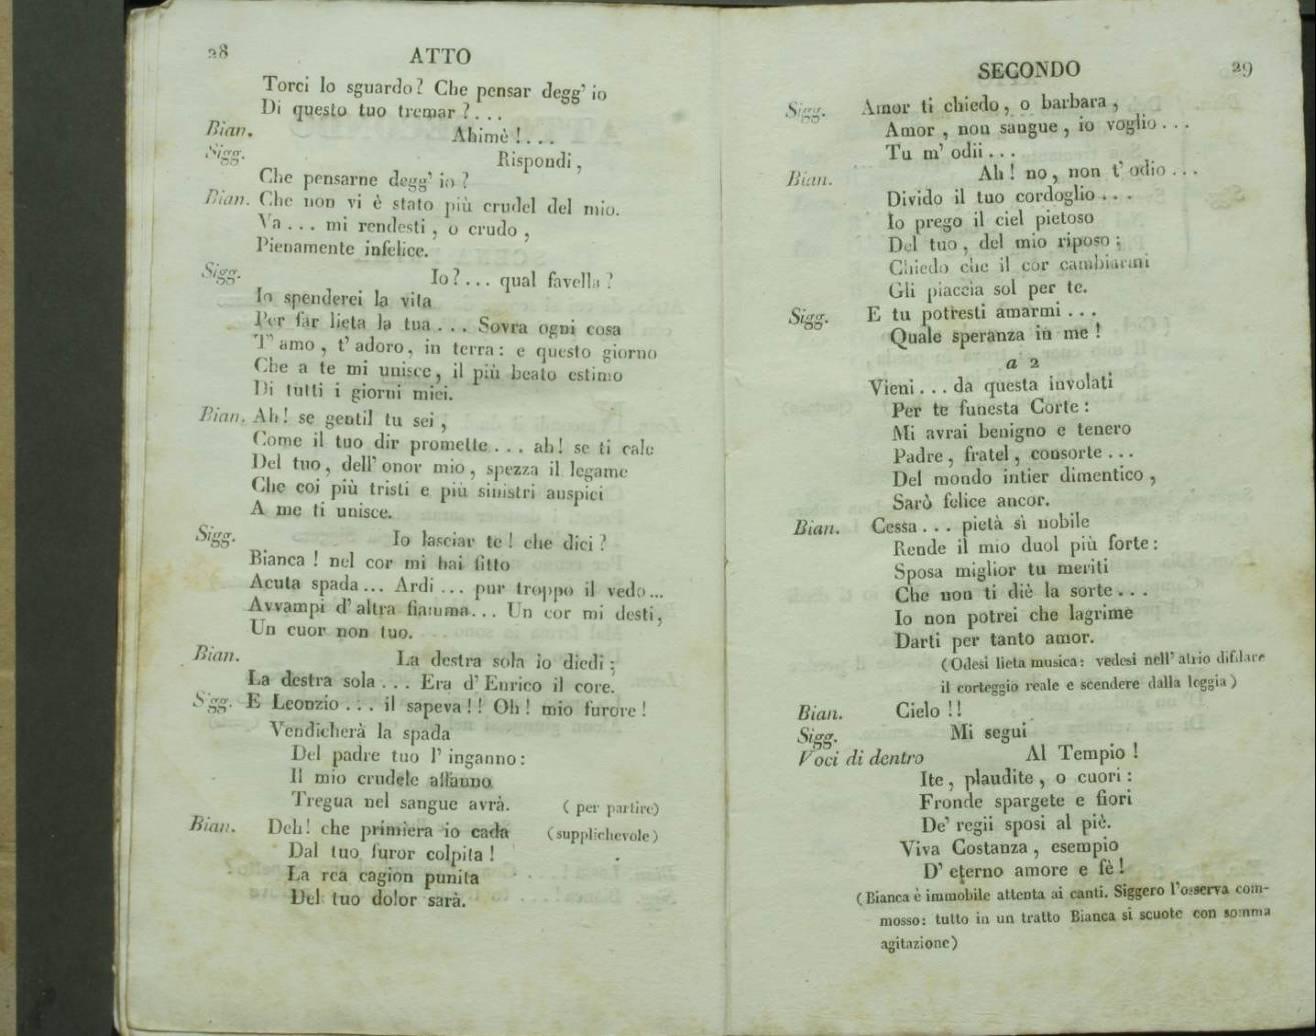 28 ATTO
Torci lo sguardo? Che pensar degg' io
Di questo tuo tremar?...
Bian. Ahimè!...
Sigg. Rispondi,
Che pensarne degg' io?
Bian. Che non vi è stato più crudel del mio.
Va... mi rendesti, o crudo,
Pienamente infelice.
Sigg. Io?... qual favella?
Io spenderei la vita
Per far lieta la tua... Sovra ogni cosa
T' amo, t' adoro, in terra: e questo giorno
Che a te mi unisce, il più beato estimo
Di tutti i giorni miei.
Bian. Ah! se gentil tu sei,
Come il tuo dir promette... ah! se ti cale
Del tuo, dell' onor mio, spezza il legame
Che coi più tristi e più sinistri auspici
A me ti unisce.
Sigg. Io lasciar te! che dici?
Bianca! nel cor mi hai fitto
Acuta spada... Ardi... pur troppo il vedo...
Avvampi d' altra fiamma... Un cor mi desti,
Un cuor non tuo.
Bian. La destra sola io diedi;
La destra sola... Era d' Enrico il core.
Sigg. E Leonzio... il sapeva!! Oh! mio furore!
Vendicherà la spada
Del padre tuo l' inganno:
Il mio crudele affanno
Tregua nel sangue avrà. (per partire)
Bian. Deh! che primiera io cada (supplichevole)
Dal tuo furor colpita!
La rea cagion punita
Del tuo dolor sarà.
SECONDO 29
Sigg. Amor ti chiedo, o barbara,
Amor, non sangue, io voglio...
Tu m' odii...
Bian. Ah! no, non t' odio...
Divido il tuo cordoglio...
Io prego il ciel pietoso
Del tuo, del mio riposo;
Chiedo che il cor cambiarmi
Gli piaccia sol per te.
Sigg. E tu potresti amarmi...
Quale speranza in me!
a 2
Vieni... da questa involati
Per te funesta Corte:
Mi avrai benigno e tenero
Padre, fratel, consorte...
Del mondo intier dimentico,
Sarò felice ancor.
Bian. Cessa... pietà sì nobile
Rende il mio duol più forte:
Sposa miglior tu meriti
Che non ti diè la sorte...
Io non potrei che lagrime
Darti per tanto amor.
(Odesi lieta musica: vedesi nell' atrio difilare
il corteggio reale e scendere dalla loggia)
Bian. Cielo!!
Sigg. Mi segui
Voci di dentro Al Tempio!
Ite, plaudite, o cuori:
Fronde spargete e fiori
De' regii sposi al piè.
Viva Costanza, esempio
D' eterno amore e fè!
(Bianca è immobile attenta ai canti. Siggero l'osserva com-
mosso: tutto in un tratto Bianca si scuote con somma
agitazione)